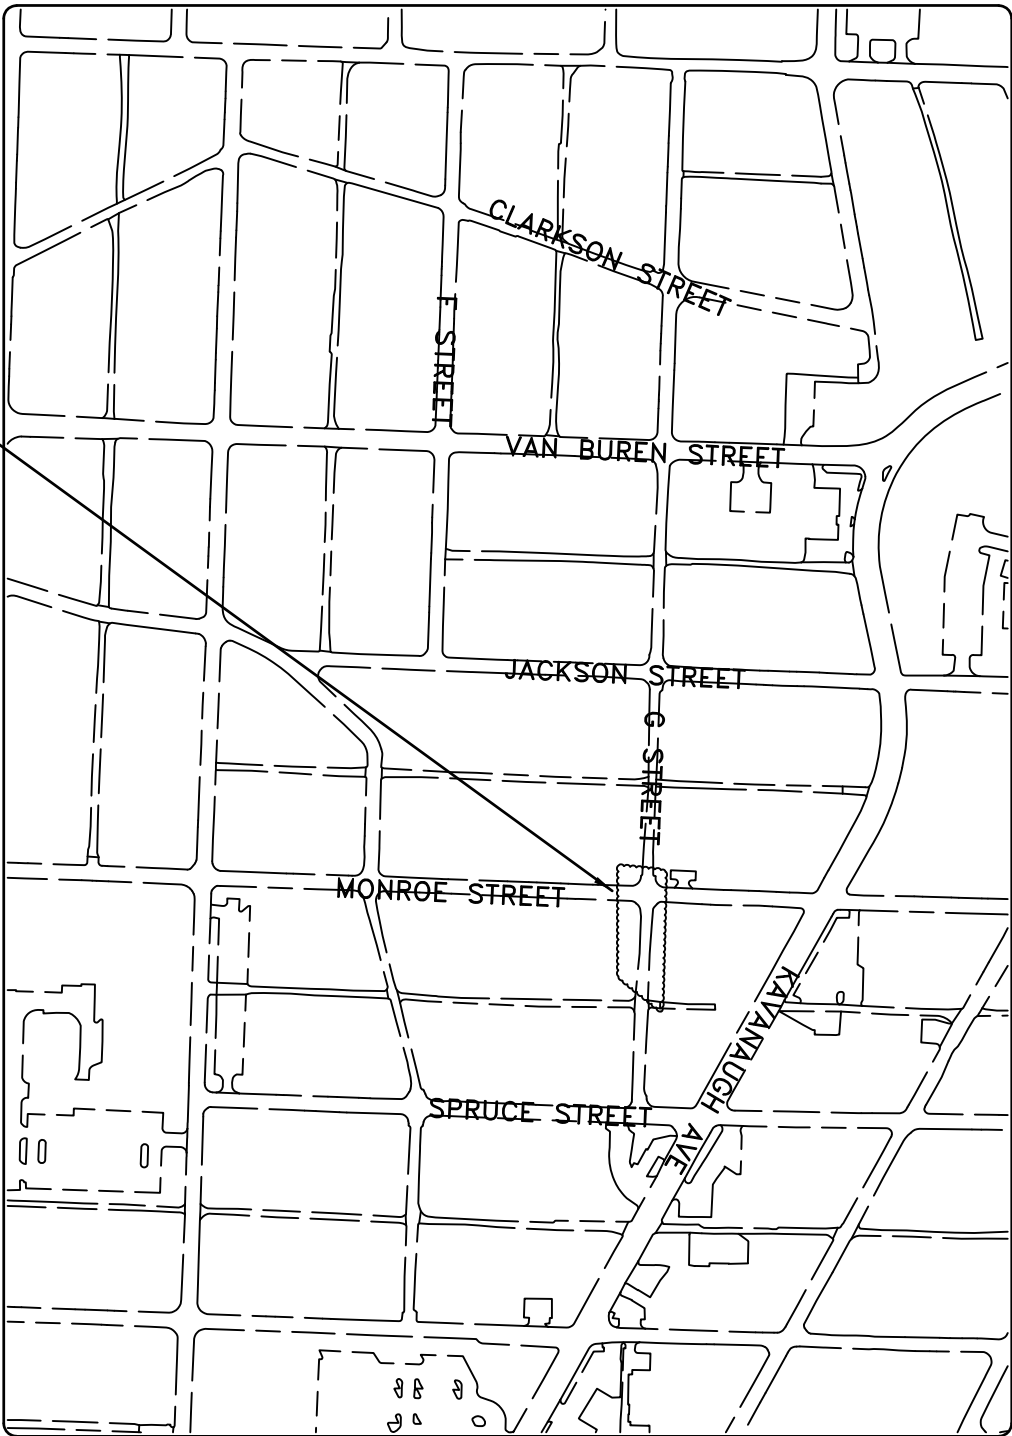 CLARKSON STREET
F STREET
VAN BUREN STREET
JACKSON STREET
G STREET
MONROE STREET
KAVANAUGH AVE
SPRUCE STREET